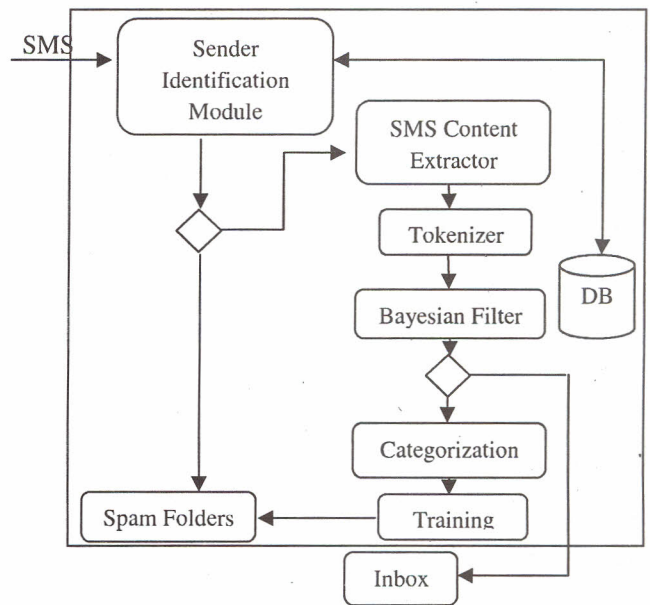 SMS
Sender
Identification
Module
SMS Content
Extractor
Tokenizer
DB
Bayesian Filter
Categorization
Spam Folders
Training
Inbox